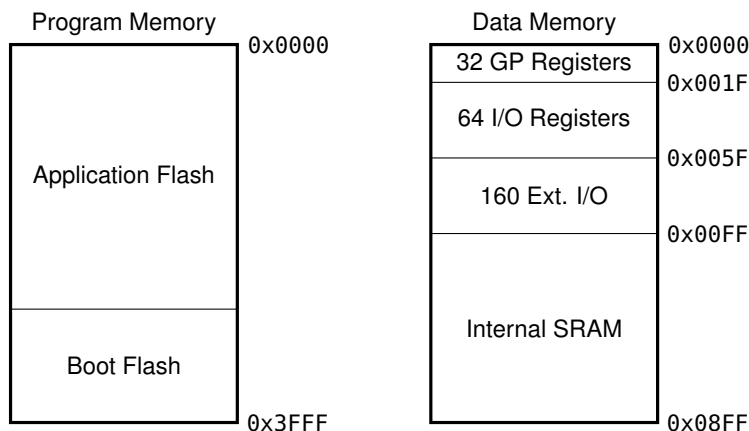 Program Memory
0x0000
Application Flash
Boot Flash
0x3FFF
Data Memory
0x0000
32 GP Registers
0x001F
64 I/O Registers
0x005F
160 Ext. I/O
0x00FF
Internal SRAM
0x08FF